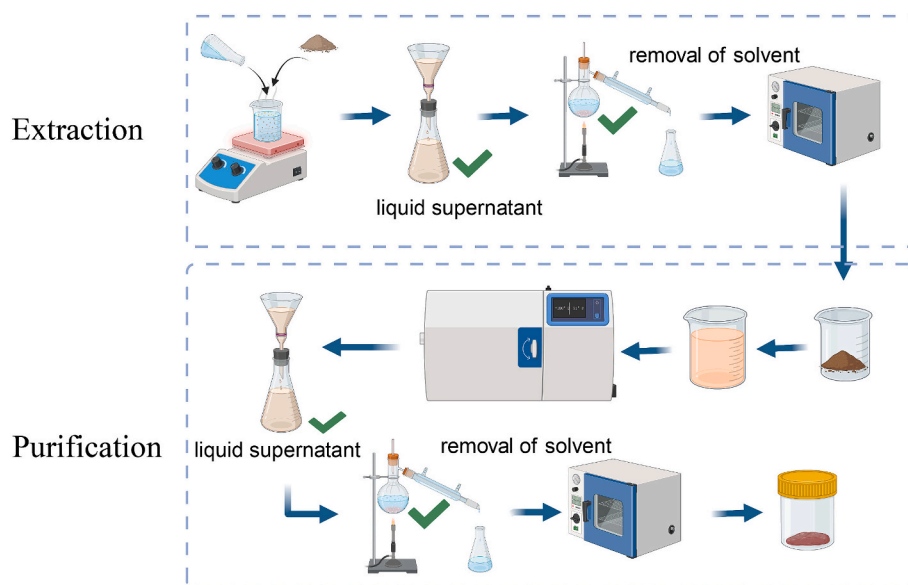 removal of solvent
Extraction
liquid supernatant
Purification
liquid supernatant
removal of solvent